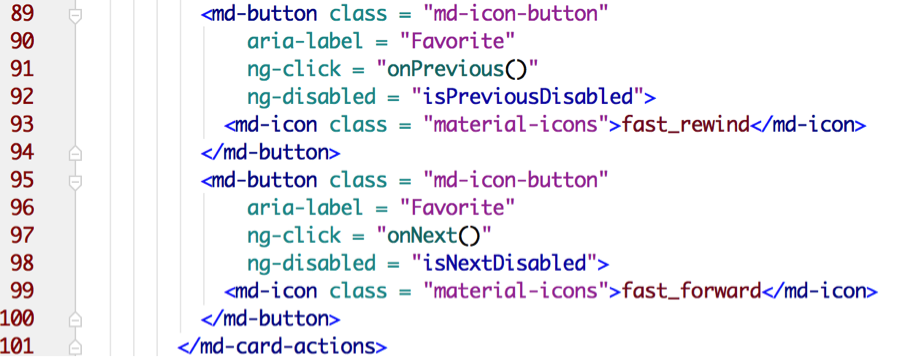 89 <md-button class = "md-icon-button"
90 aria-label = "Favorite"
91 ng-click = "onPrevious()"
92 ng-disabled = "isPreviousDisabled">
93 <md-icon class = "material-icons">fast_rewind</md-icon>
94 </md-button>
95 <md-button class = "md-icon-button"
96 aria-label = "Favorite"
97 ng-click = "onNext()"
98 ng-disabled = "isNextDisabled">
99 <md-icon class = "material-icons">fast_forward</md-icon>
100 </md-button>
101 </md-card-actions>